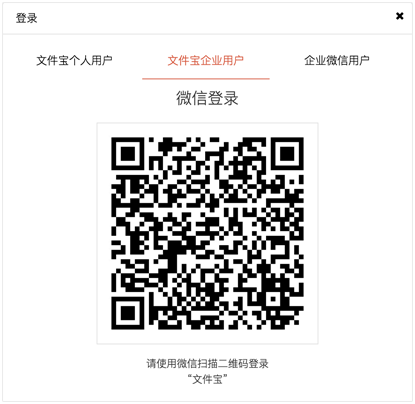 登录
✖
文件宝个人用户
文件宝企业用户
企业微信用户
微信登录
请使用微信扫描二维码登录
“文件宝”